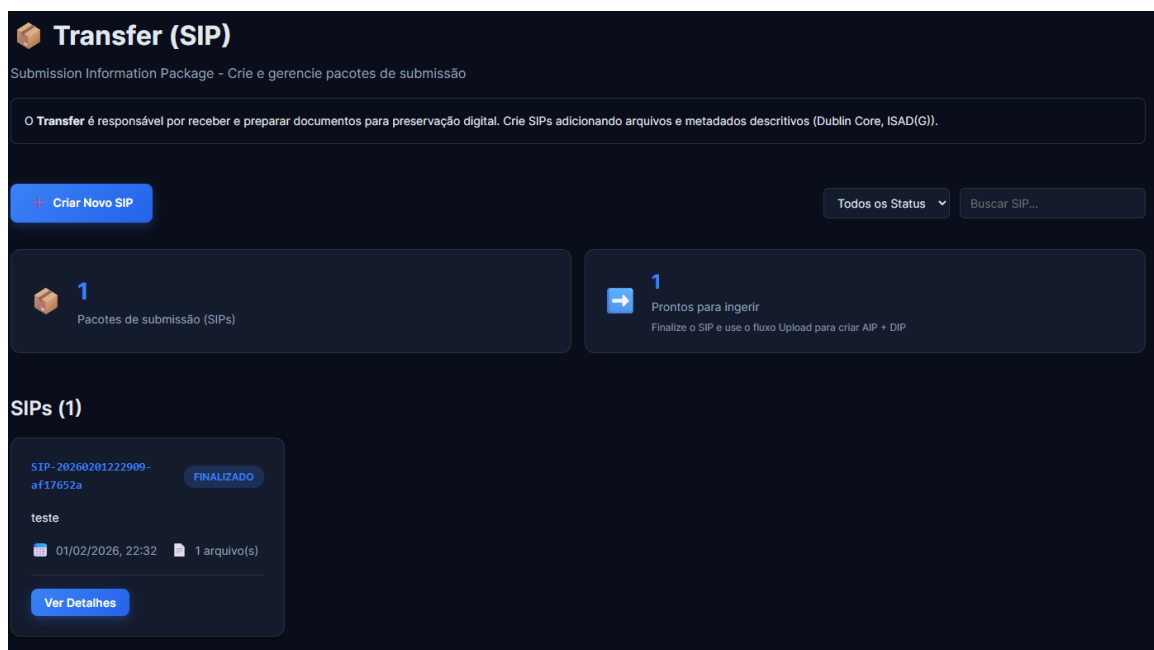 Transfer (SIP)
Submission Information Package - Crie e gerencie pacotes de submissão
O Transfer é responsável por receber e preparar documentos para preservação digital. Crie SIPs adicionando arquivos e metadados descritivos (Dublin Core, ISAD(G)).
Criar Novo SIP
Todos os Status
Buscar SIP...
1
Pacotes de submissão (SIPs)
1
Prontos para ingerir
Finalize o SIP e use o fluxo Upload para criar AIP + DIP
SIPs (1)
SIP-20260201222909-
af17652a
FINALIZADO
teste
01/02/2026, 22:32
1 arquivo(s)
Ver Detalhes